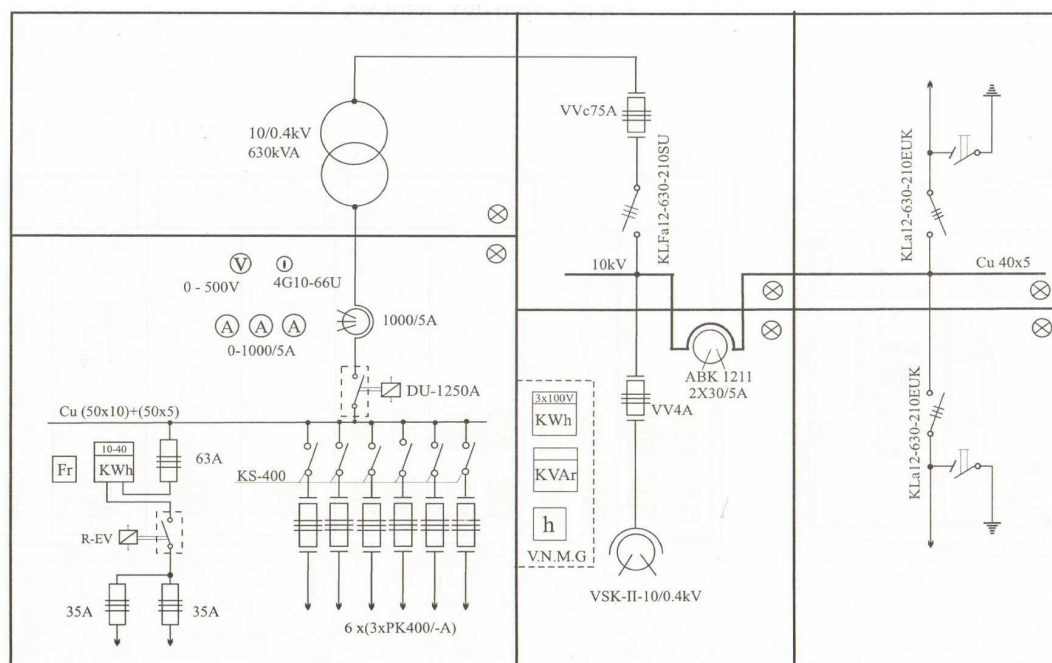 10/0.4kV
630kVA
V
0 - 500V
4G10-66U
A A A
0-1000/5A
1000/5A
DU-1250A
Cu (50x10)+(50x5)
Fr
10-40
KWh
63A
KS-400
R-EV
35A
35A
6 x(3xPK400/-A)
VVc75A
KLFa12-630-210SU
10kV
VV4A
ABK 1211
2X30/5A
3x100V
KWh
KVAr
h
V.N.M.G
VSK-II-10/0.4kV
KLa12-630-210EUK
Cu 40x5
KLa12-630-210EUK